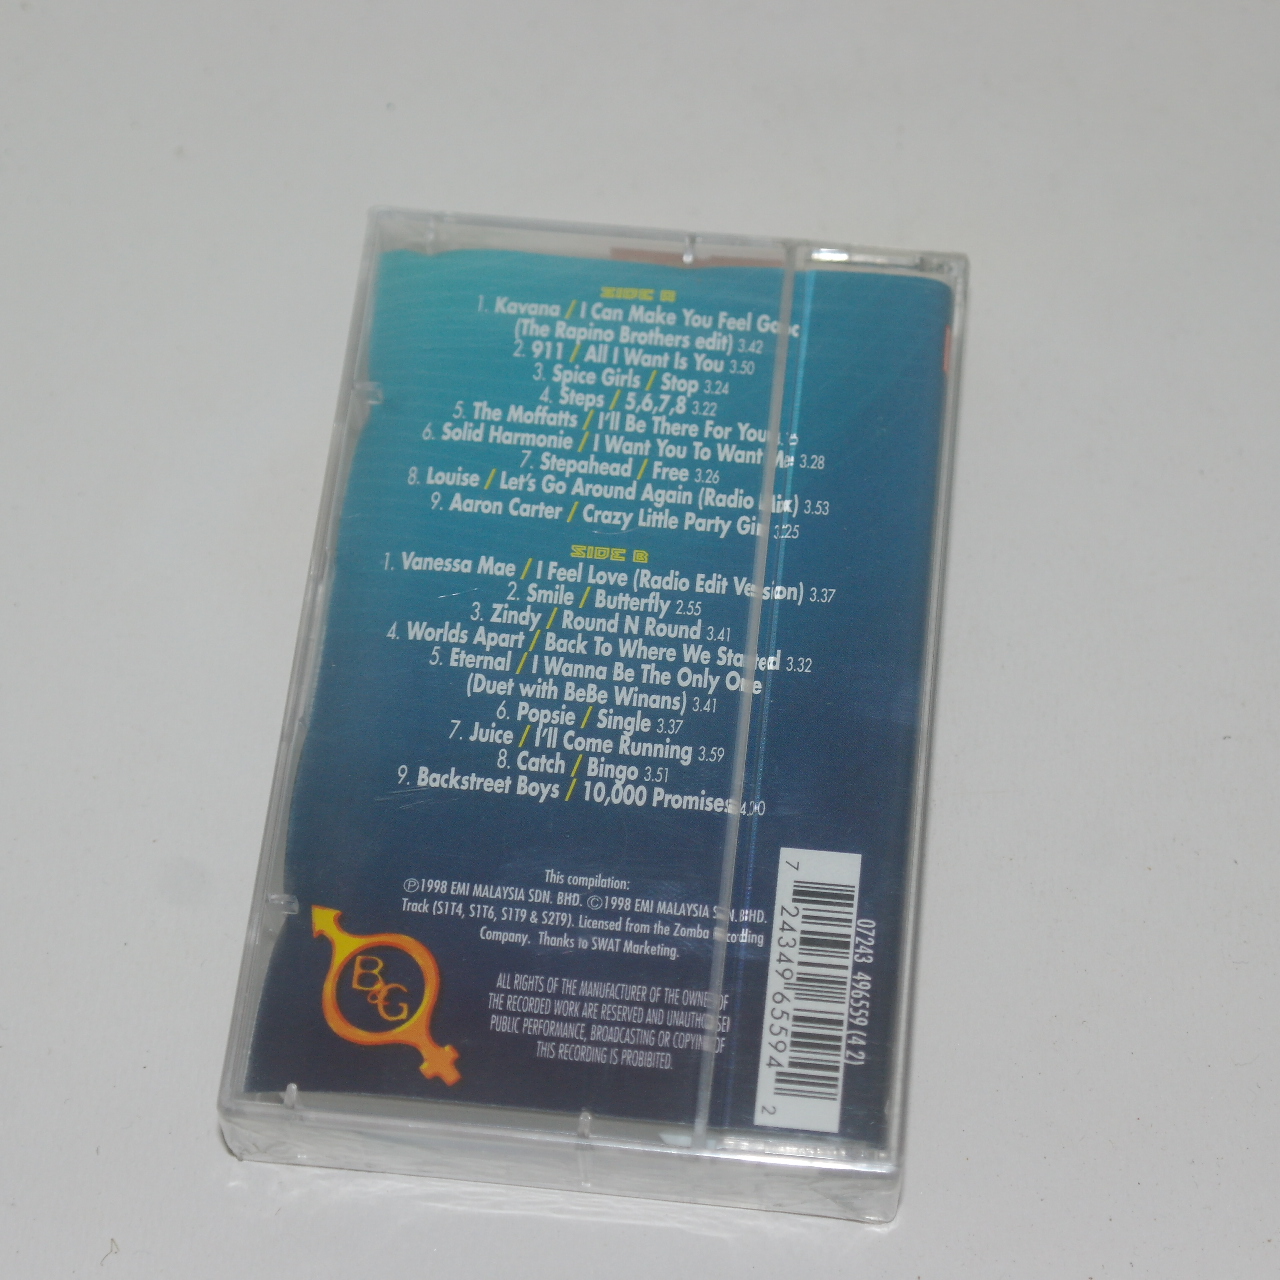 SIDE A
1. Kavana / I Can Make You Feel Good
(The Rapino Brothers edit) 3.42
2. 911 / All I Want Is You 3.50
3. Spice Girls / Stop 3.24
4. Steps / 5,6,7,8 3.22
5. The Moffatts / I'll Be There For You
6. Solid Harmonie / I Want You To Want Me 3.28
7. Stepahead / Free 3.26
8. Louise / Let's Go Around Again (Radio Mix) 3.53
9. Aaron Carter / Crazy Little Party Girl 3.25
SIDE B
1. Vanessa Mae / I Feel Love (Radio Edit Version) 3.37
2. Smile / Butterfly 2.55
3. Zindy / Round N Round 3.41
4. Worlds Apart / Back To Where We Started 3.32
5. Eternal / I Wanna Be The Only One
(Duet with BeBe Winans) 3.41
6. Popsie / Single 3.37
7. Juice / I'll Come Running 3.59
8. Catch / Bingo 3.51
9. Backstreet Boys / 10,000 Promises 4.00
This compilation:
℗1998 EMI MALAYSIA SDN. BHD. ©1998 EMI MALAYSIA SDN. BHD.
Track (S1T4, S1T6, S1T9 & S2T9). Licensed from the Zomba Recording
Company. Thanks to SWAT Marketing.
ALL RIGHTS OF THE MANUFACTURER OF THE OWNER OF
THE RECORDED WORK ARE RESERVED AND UNAUTHORISED
PUBLIC PERFORMANCE, BROADCASTING OR COPYING OF
THIS RECORDING IS PROHIBITED.
B&G
7 24349 65594 2
07243 496559 (4 2)